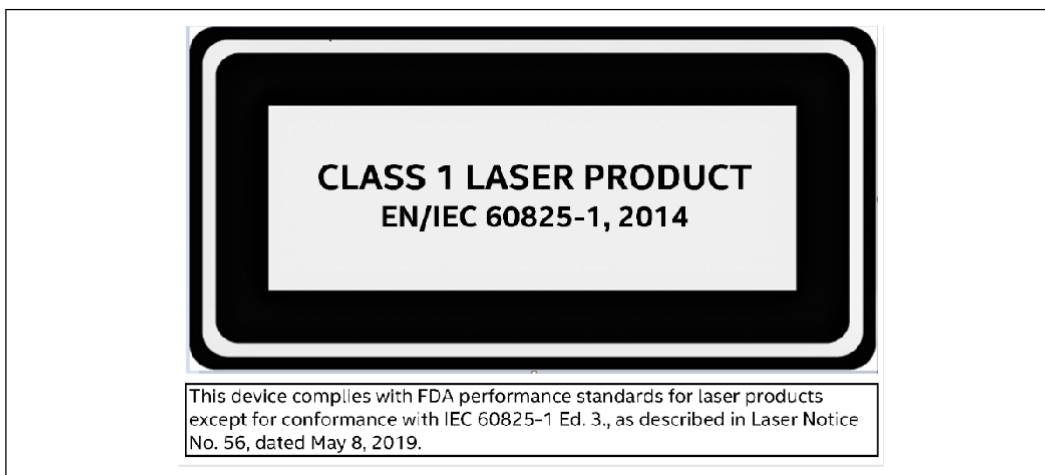 CLASS 1 LASER PRODUCT
EN/IEC 60825-1, 2014
This device complies with FDA performance standards for laser products
except for conformance with IEC 60825-1 Ed. 3., as described in Laser Notice
No. 56, dated May 8, 2019.